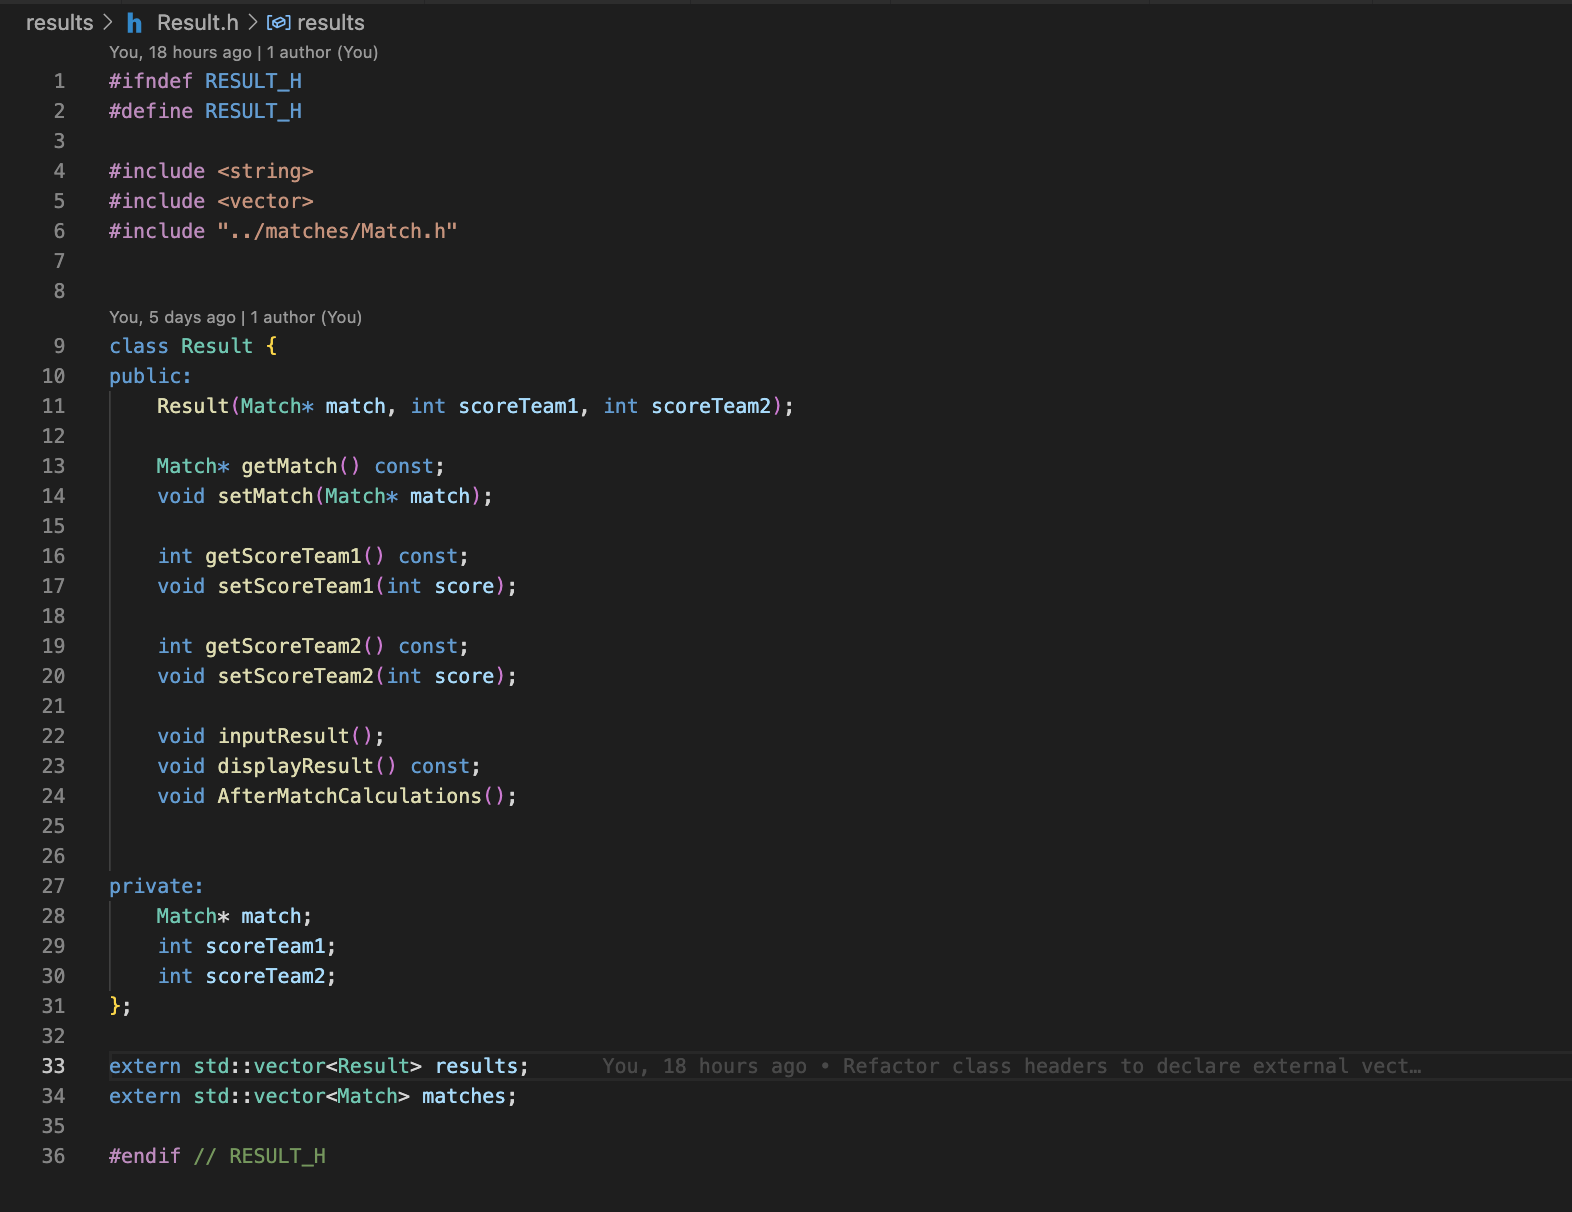 results > h Result.h > results
You, 18 hours ago | 1 author (You)
1 #ifndef RESULT_H
2 #define RESULT_H
3
4 #include <string>
5 #include <vector>
6 #include "../matches/Match.h"
7
8
You, 5 days ago | 1 author (You)
9 class Result {
10 public:
11     Result(Match* match, int scoreTeam1, int scoreTeam2);
12
13     Match* getMatch() const;
14     void setMatch(Match* match);
15
16     int getScoreTeam1() const;
17     void setScoreTeam1(int score);
18
19     int getScoreTeam2() const;
20     void setScoreTeam2(int score);
21
22     void inputResult();
23     void displayResult() const;
24     void AfterMatchCalculations();
25
26
27 private:
28     Match* match;
29     int scoreTeam1;
30     int scoreTeam2;
31 };
32
33 extern std::vector<Result> results;      You, 18 hours ago • Refactor class headers to declare external vect…
34 extern std::vector<Match> matches;
35
36 #endif // RESULT_H